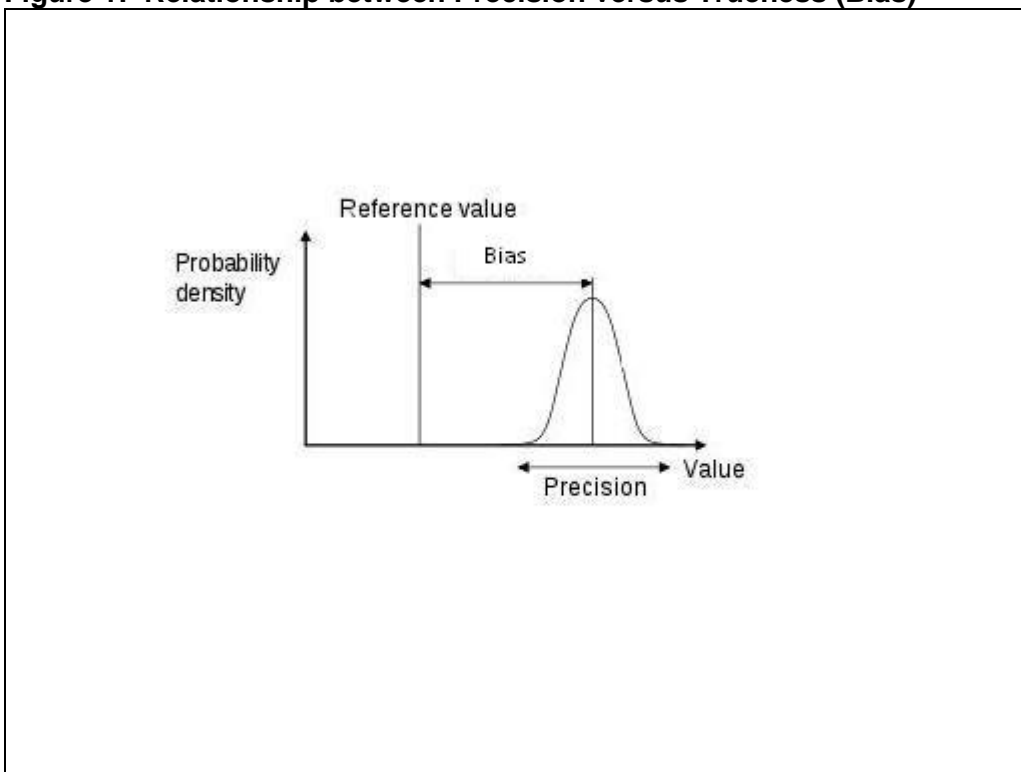 Figure 1. Relationship between Precision versus Trueness (Bias)
Reference value
Probability
density
Bias
Value
Precision